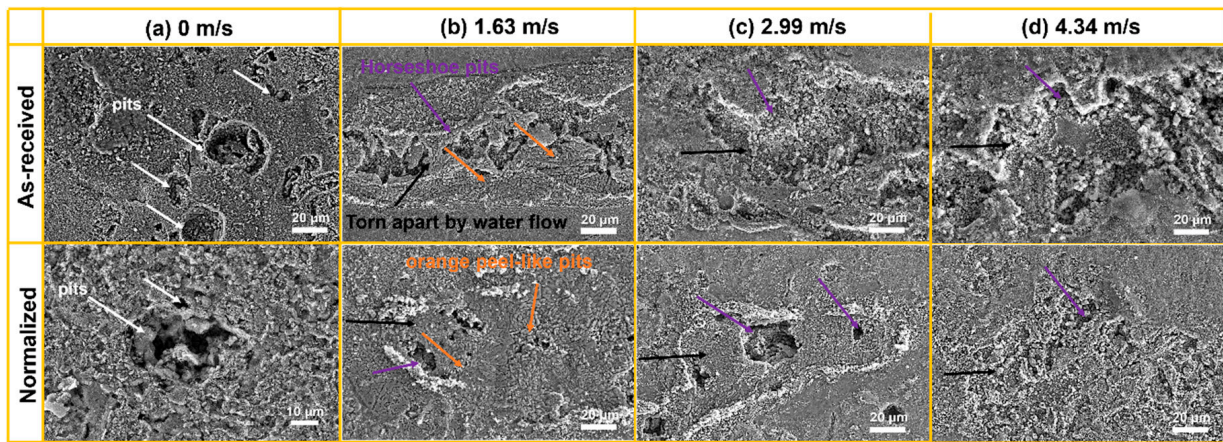 (a) 0 m/s
(b) 1.63 m/s
(c) 2.99 m/s
(d) 4.34 m/s
As-received
pits
20 μm
Horseshoe pits
Torn apart by water flow
20 μm
20 μm
20 μm
Normalized
pits
10 μm
orange peel-like pits
20 μm
20 μm
20 μm